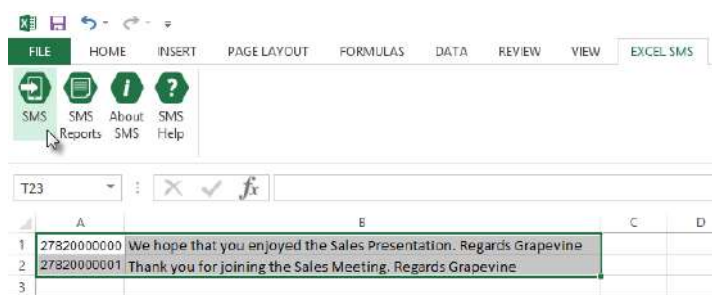 FILE HOME INSERT PAGE LAYOUT FORMULAS DATA REVIEW VIEW EXCEL SMS
SMS SMS Reports About SMS SMS Help
T23 fx
A B C D
1 27820000000 We hope that you enjoyed the Sales Presentation. Regards Grapevine
2 27820000001 Thank you for joining the Sales Meeting. Regards Grapevine
3